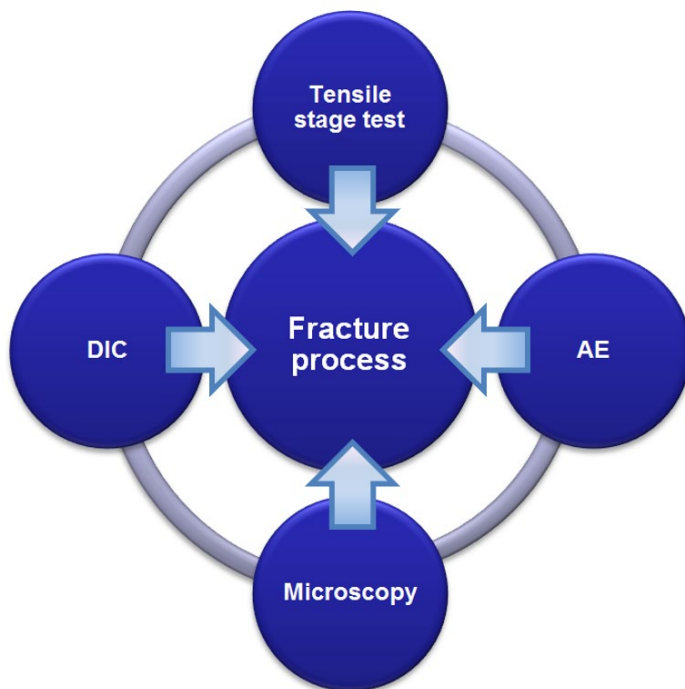 Tensile
stage test
DIC
Fracture
process
AE
Microscopy